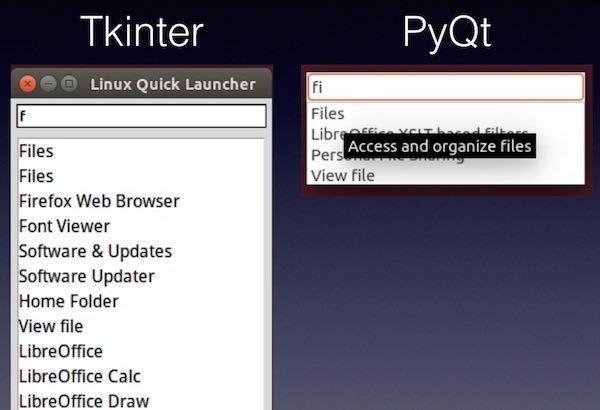 Tkinter
Linux Quick Launcher
f
Files
Files
Firefox Web Browser
Font Viewer
Software & Updates
Software Updater
Home Folder
View file
LibreOffice
LibreOffice Calc
LibreOffice Draw
PyQt
fi
Files
LibreOffice XSLT based filters
Access and organize files
Personal File Sharing
View file